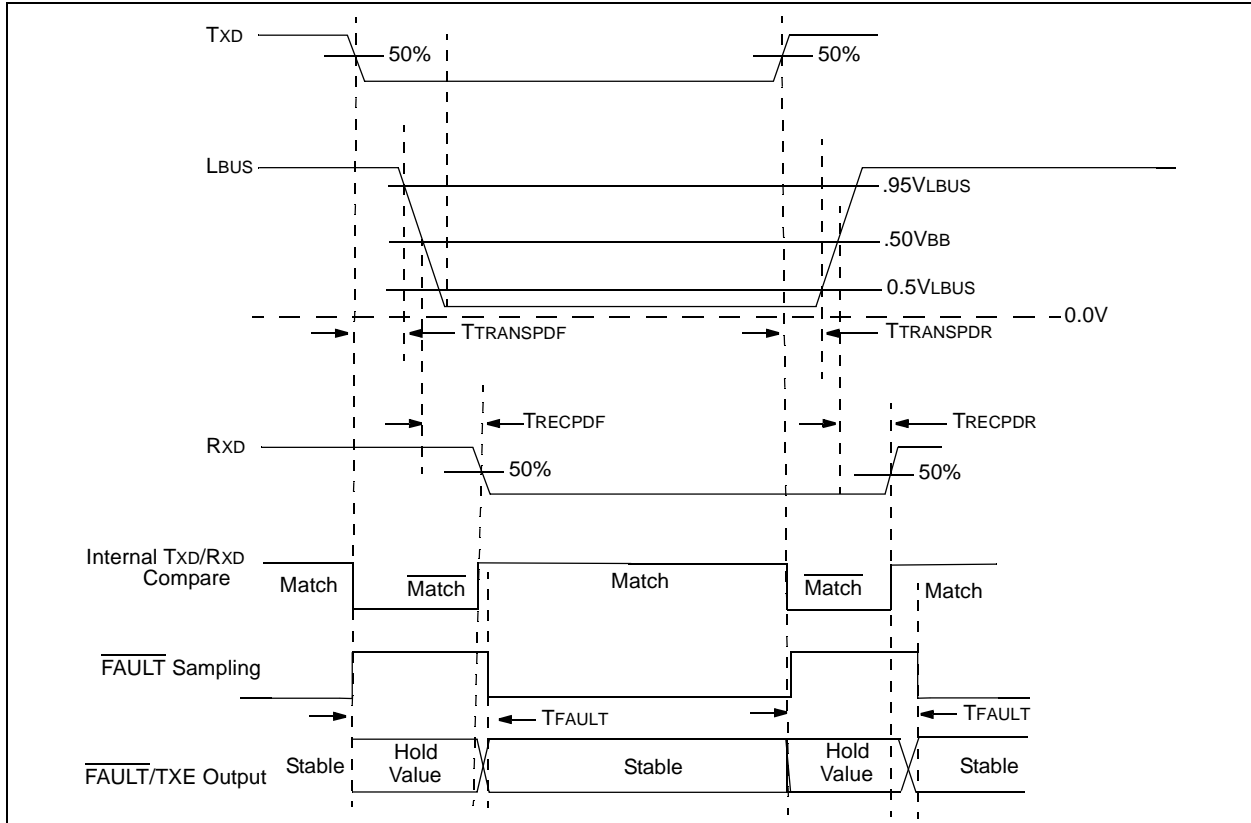 TXD
50%
50%
LBUS
.95VLBUS
.50VBB
0.5VLBUS
0.0V
TTRANSPDF
TTRANSPDR
TRECPDF
TRECPDR
RXD
50%
50%
Internal TXD/RXD
Compare
Match
Match
Match
Match
Match
FAULT Sampling
TFAULT
TFAULT
FAULT/TXE Output
Stable
Hold
Value
Stable
Hold
Value
Stable